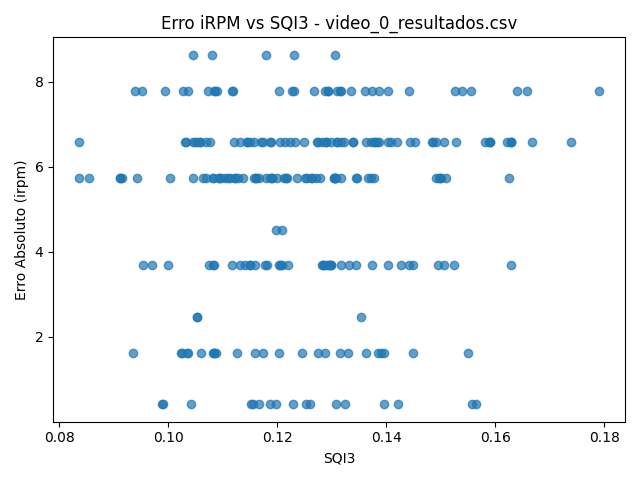 Erro iRPM vs SQI3 - video_0_resultados.csv
Erro Absoluto (irpm)
8
6
4
2
0.08 0.10 0.12 0.14 0.16 0.18
SQI3